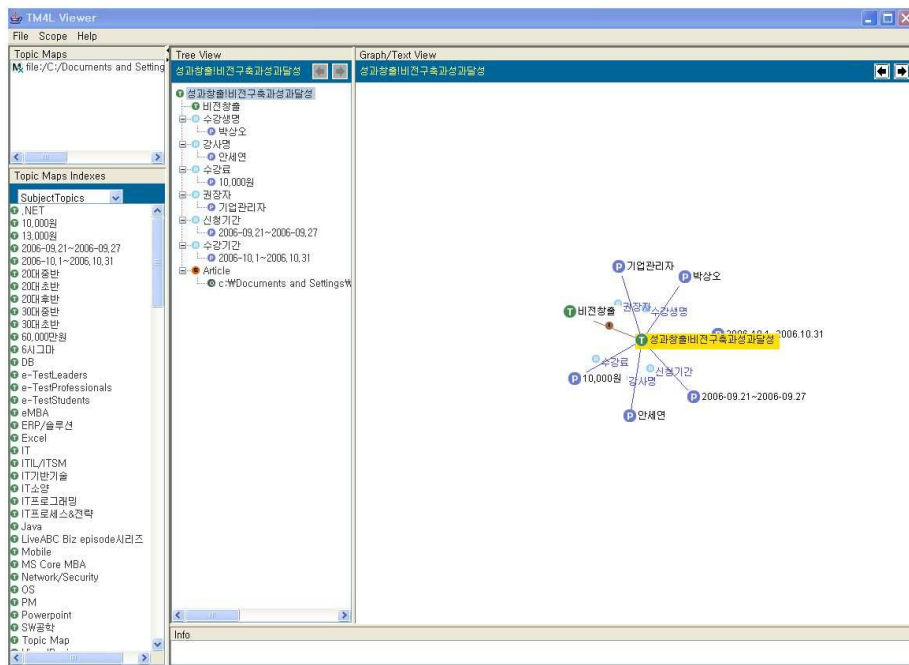 TM4L Viewer
File Scope Help
Topic Maps
file:/C:/Documents and Setting
Topic Maps Indexes
SubjectTopics
.NET
10,000원
13,000원
2006-09.21~2006-09.27
2006-10.1~2006.10.31
20대중반
20대초반
20대후반
30대중반
30대초반
60,000만원
6시그마
DB
e-TestLeaders
e-TestProfessionals
e-TestStudents
eMBA
ERP/솔루션
Excel
IT
ITIL/ITSM
IT기반기술
IT소양
IT프로그래밍
IT프로세스&전략
Java
LiveABC Biz episode시리즈
Mobile
MS Core MBA
Network/Security
OS
PM
Powerpoint
SW공학
Topic Map
Tree View
성과창출!비전구축과성과달성
성과창출!비전구축과성과달성
비전창출
수강생명
박상오
강사명
안세연
수강료
10,000원
권장자
기업관리자
신청기간
2006-09.21~2006-09.27
수강기간
2006-10.1~2006.10.31
Article
c:₩Documents and Settings₩
Graph/Text View
성과창출!비전구축과성과달성
기업관리자
박상오
권장자
수강생명
비전창출
2006-10.1~2006.10.31
성과창출!비전구축과성과달성
수강료
신청기간
10,000원
강사명
2006-09.21~2006-09.27
안세연
Info